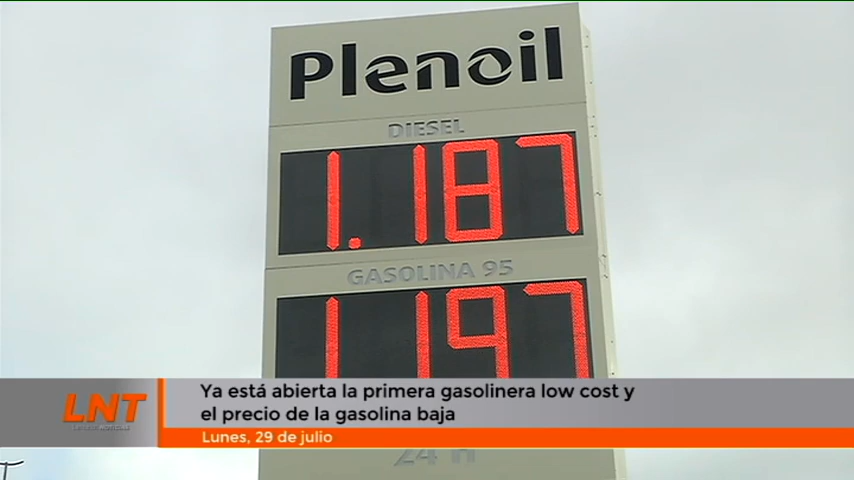 Plenoil
DIESEL
1.187
GASOLINA 95
1 197
LNT
Ya está abierta la primera gasolinera low cost y
el precio de la gasolina baja
Lunes, 29 de julio
24 H